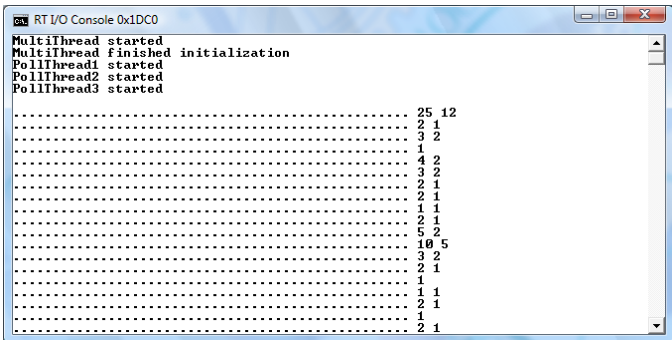 RT I/O Console 0x1DC0
MultiThread started
MultiThread finished initialization
PollThread1 started
PollThread2 started
PollThread3 started
.................................................. 25 12
.................................................. 2 1
.................................................. 3 2
.................................................. 1
.................................................. 4 2
.................................................. 3 2
.................................................. 2 1
.................................................. 2 1
.................................................. 1 1
.................................................. 2 1
.................................................. 5 2
.................................................. 10 5
.................................................. 3 2
.................................................. 2 1
.................................................. 1
.................................................. 1 1
.................................................. 2 1
.................................................. 1
.................................................. 2 1